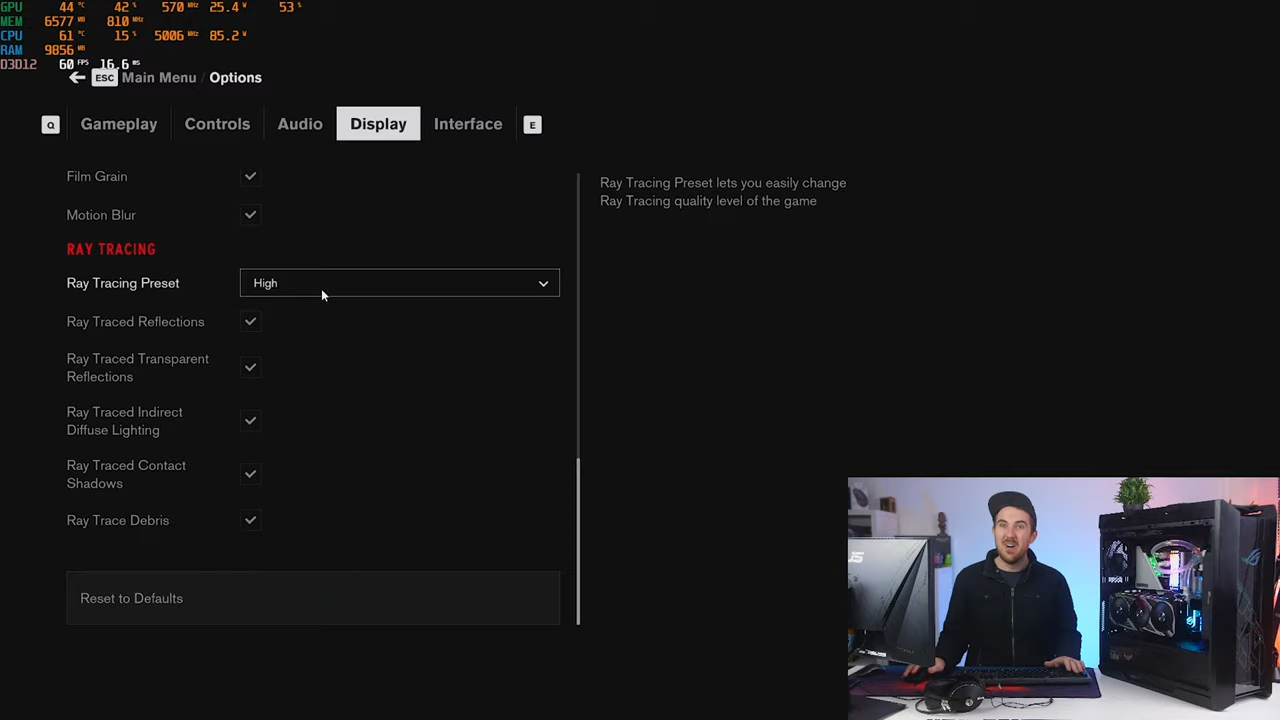 GPU 44 °C 42 % 570 MHz 25.4 W 53 %
MEM 6577 MB 810 MHz
CPU 61 °C 15 % 5006 MHz 85.2 W
RAM 9856 MB
D3D12 60 FPS 16.6 ms
ESC Main Menu / Options
Q Gameplay Controls Audio Display Interface E
Film Grain
Motion Blur
RAY TRACING
Ray Tracing Preset High
Ray Traced Reflections
Ray Traced Transparent
Reflections
Ray Traced Indirect
Diffuse Lighting
Ray Traced Contact
Shadows
Ray Trace Debris
Reset to Defaults
Ray Tracing Preset lets you easily change
Ray Tracing quality level of the game